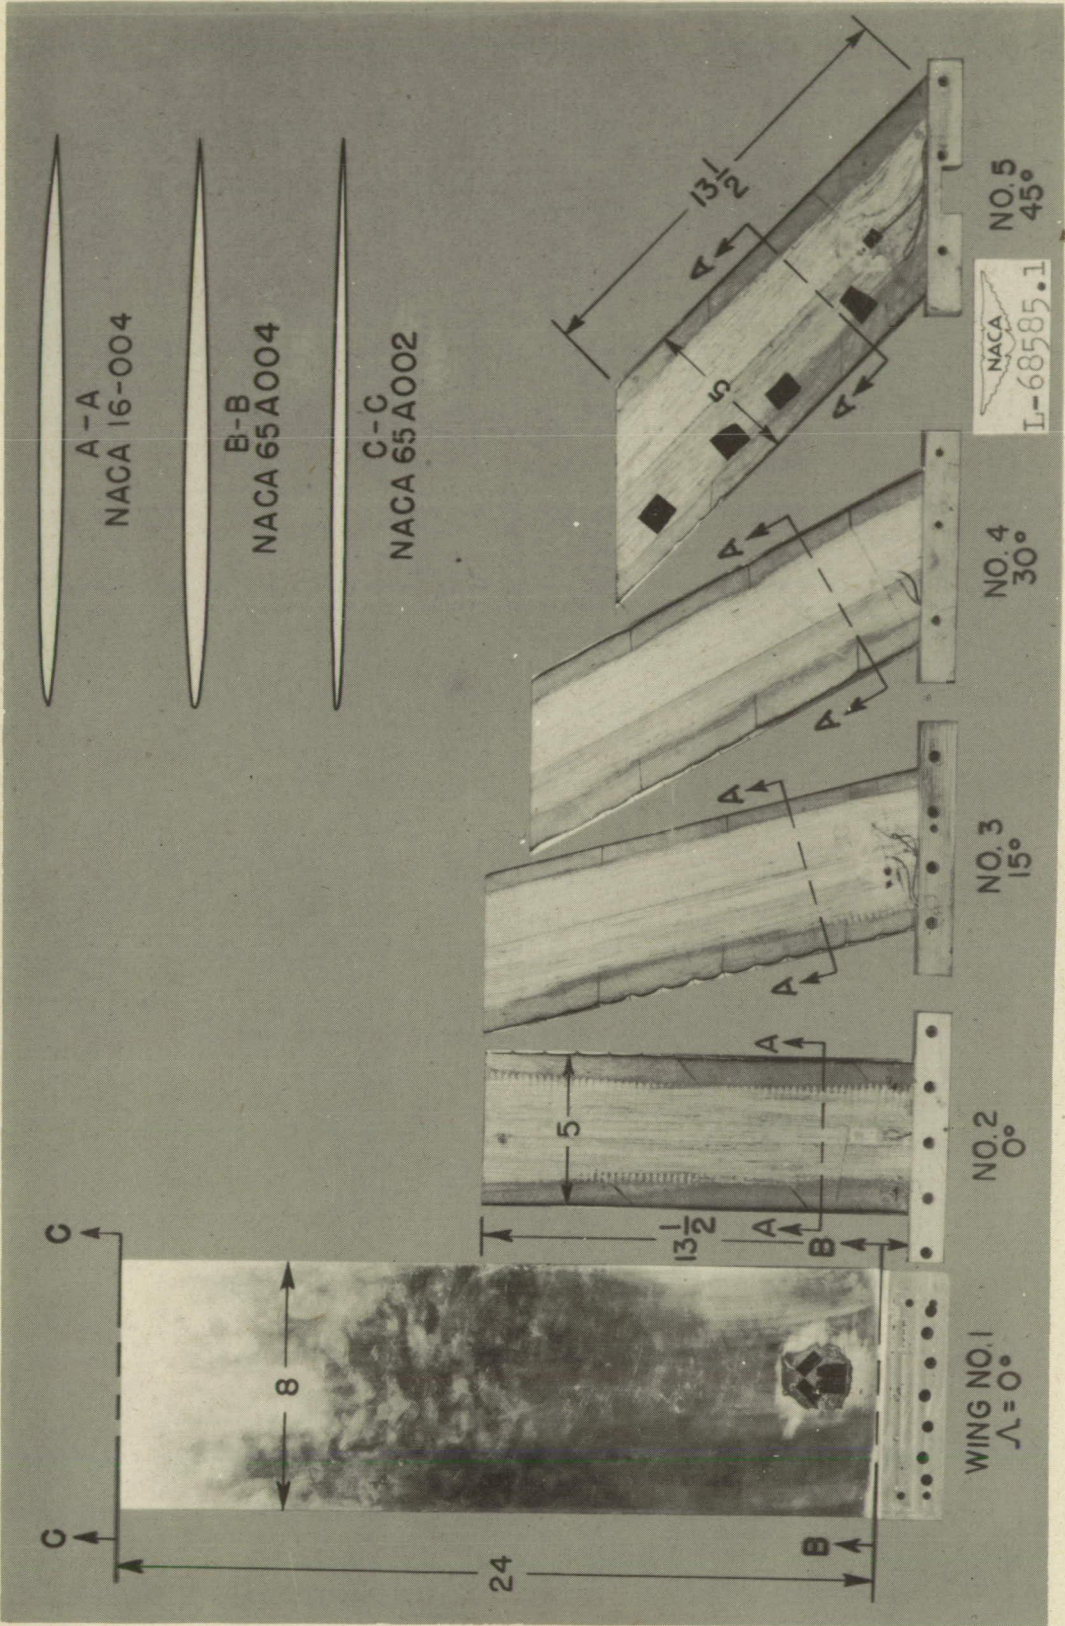 A-A
NACA 16-004
B-B
NACA 65A004
C-C
NACA 65A002
C
C
24
8
B
B
WING NO.1
Λ = 0°
13 1/2
5
A
A
NO.2
0°
A
A
NO.3
15°
A
A
NO.4
30°
13 1/2
5
A
A
NO.5
45°
NACA
L-68585.1